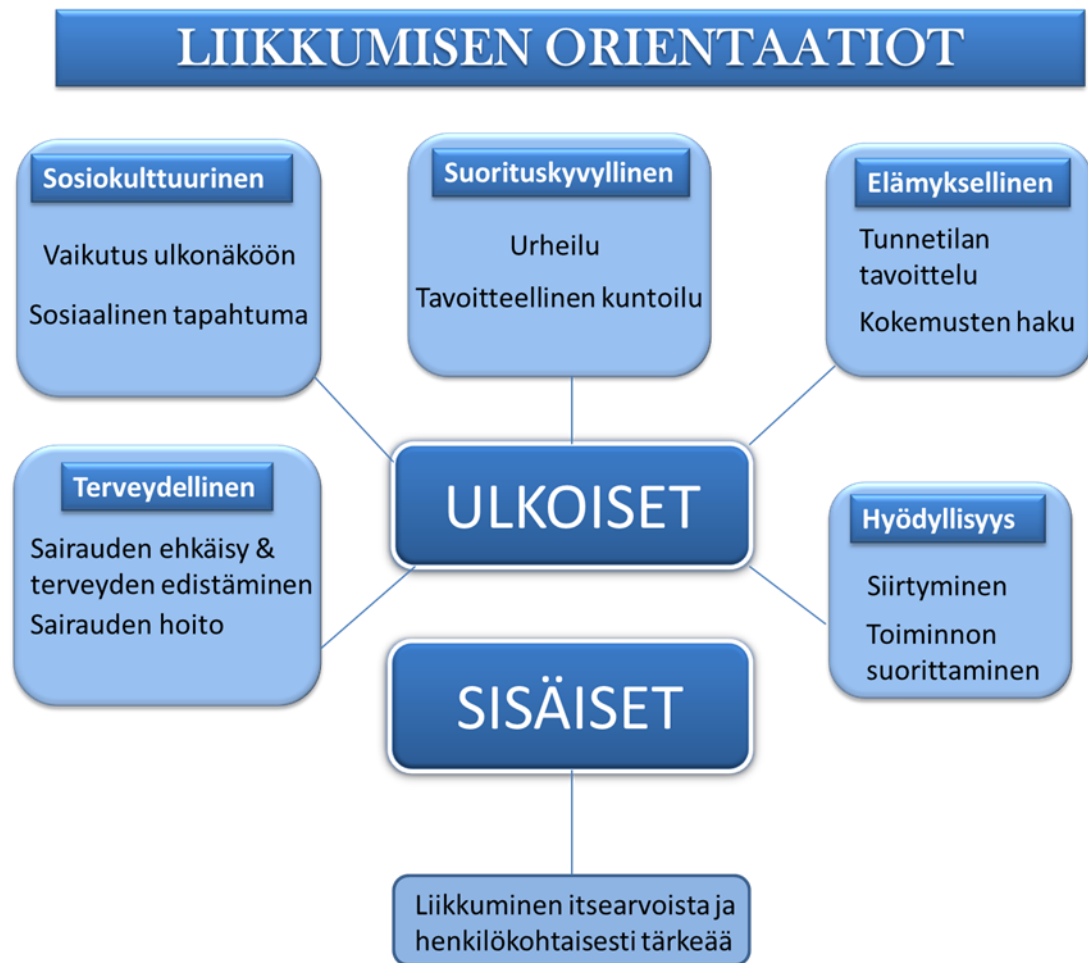 LIIKKUMISEN ORIENTAATIOT
Sosiokulttuurinen
Vaikutus ulkonäköön
Sosiaalinen tapahtuma
Suorituskyvyllinen
Urheilu
Tavoitteellinen kuntoilu
Elämyksellinen
Tunnetilan
tavoittelu
Kokemusten haku
Terveydellinen
Sairauden ehkäisy &
terveyden edistäminen
Sairauden hoito
ULKOISET
Hyödyllisyys
Siirtyminen
Toiminnon
suorittaminen
SISÄISET
Liikkuminen itsearvoista ja
henkilökohtaisesti tärkeää